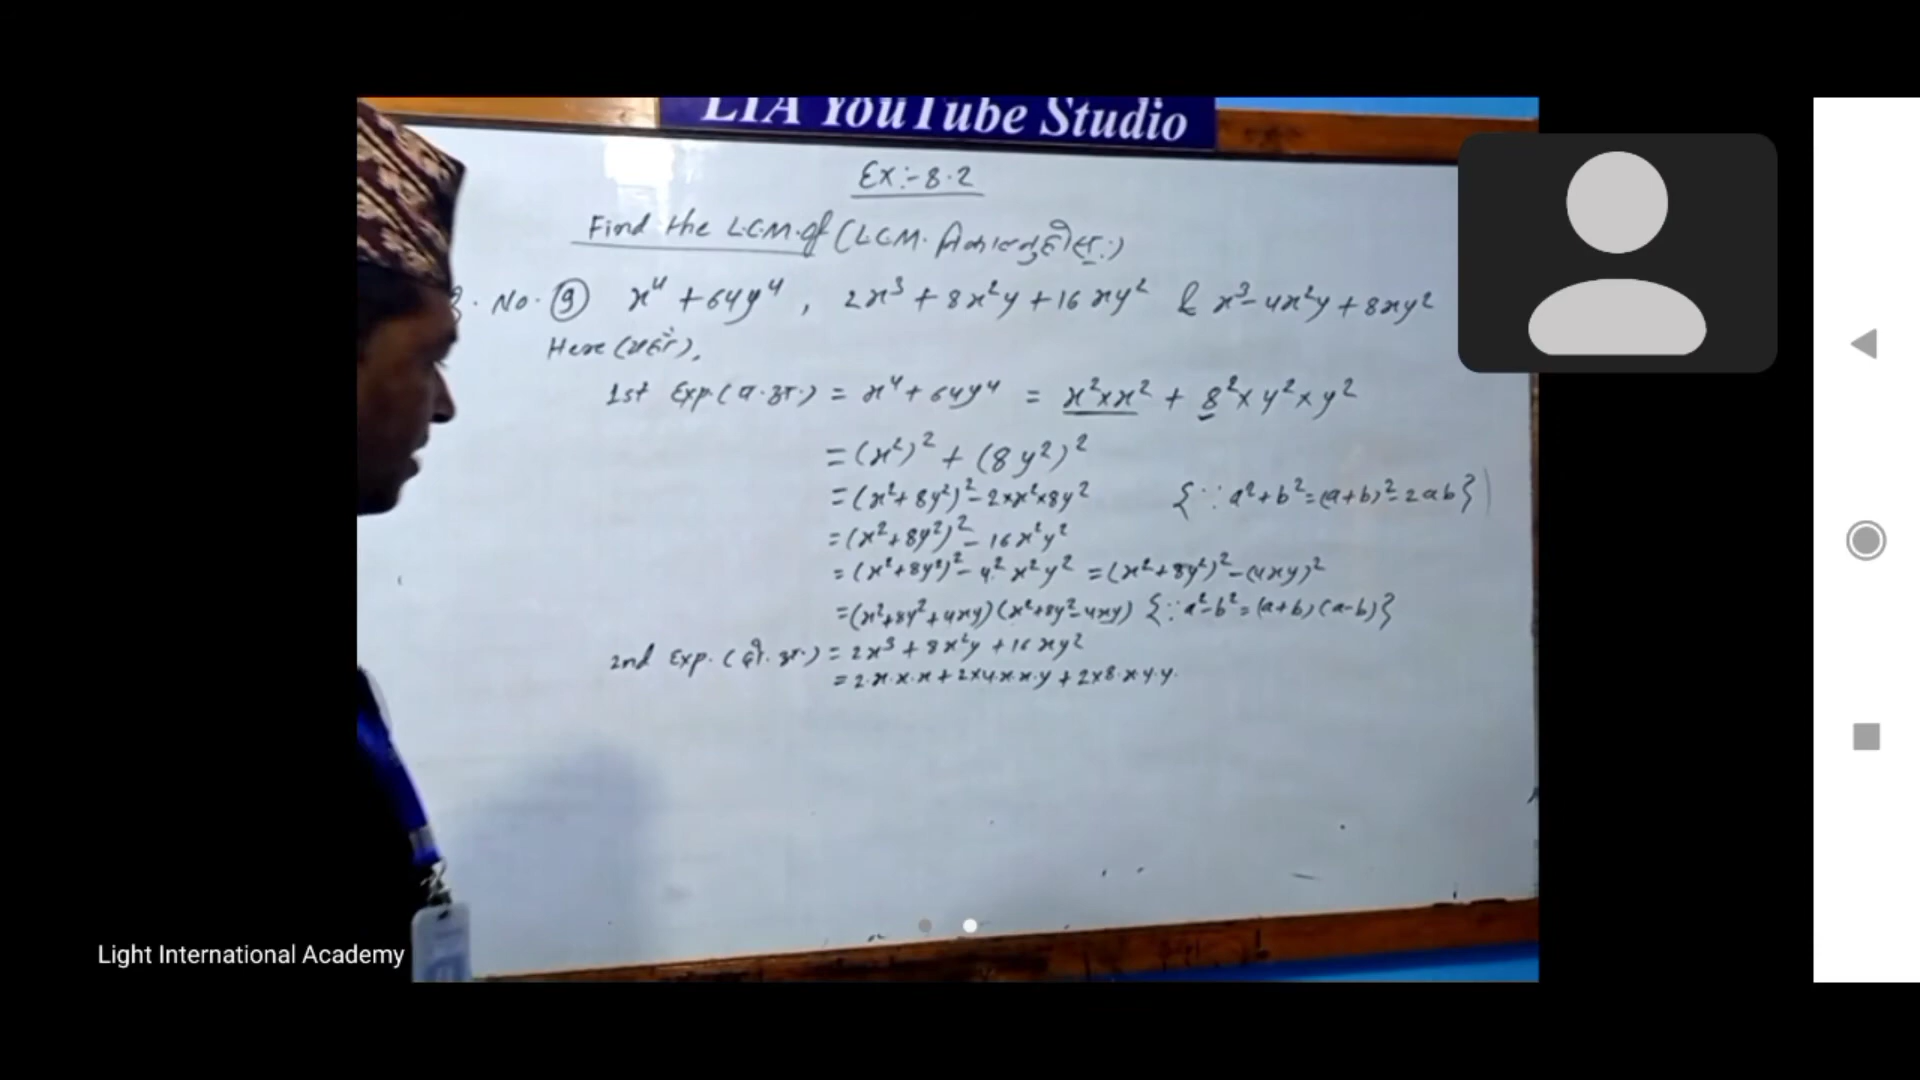 LIA YouTube Studio
Ex:- 8.2
Find the L.C.M. of (L.C.M. निकाल्नुहोस् :)
Q. No. 9 x⁴ + 64y⁴ , 2x³ + 8x²y + 16xy² & x³ - 4x²y + 8xy²
Here (यहाँ),
1st Exp. (प.अ.) = x⁴ + 64y⁴ = x²×x² + 8²×y²×y²
= (x²)² + (8y²)²
= (x² + 8y²)² - 2×x²×8y² {∵ a² + b² = (a+b)² - 2ab}
= (x² + 8y²)² - 16x²y²
= (x² + 8y²)² - 4² x² y² = (x² + 8y²)² - (4xy)²
= (x² + 8y² + 4xy) (x² + 8y² - 4xy) {∵ a² - b² = (a+b) (a-b)}
2nd Exp. (दो.अ.) = 2x³ + 8x²y + 16xy²
= 2.x.x.x + 2×4.x.x.y + 2×8.x.y.y.
Light International Academy